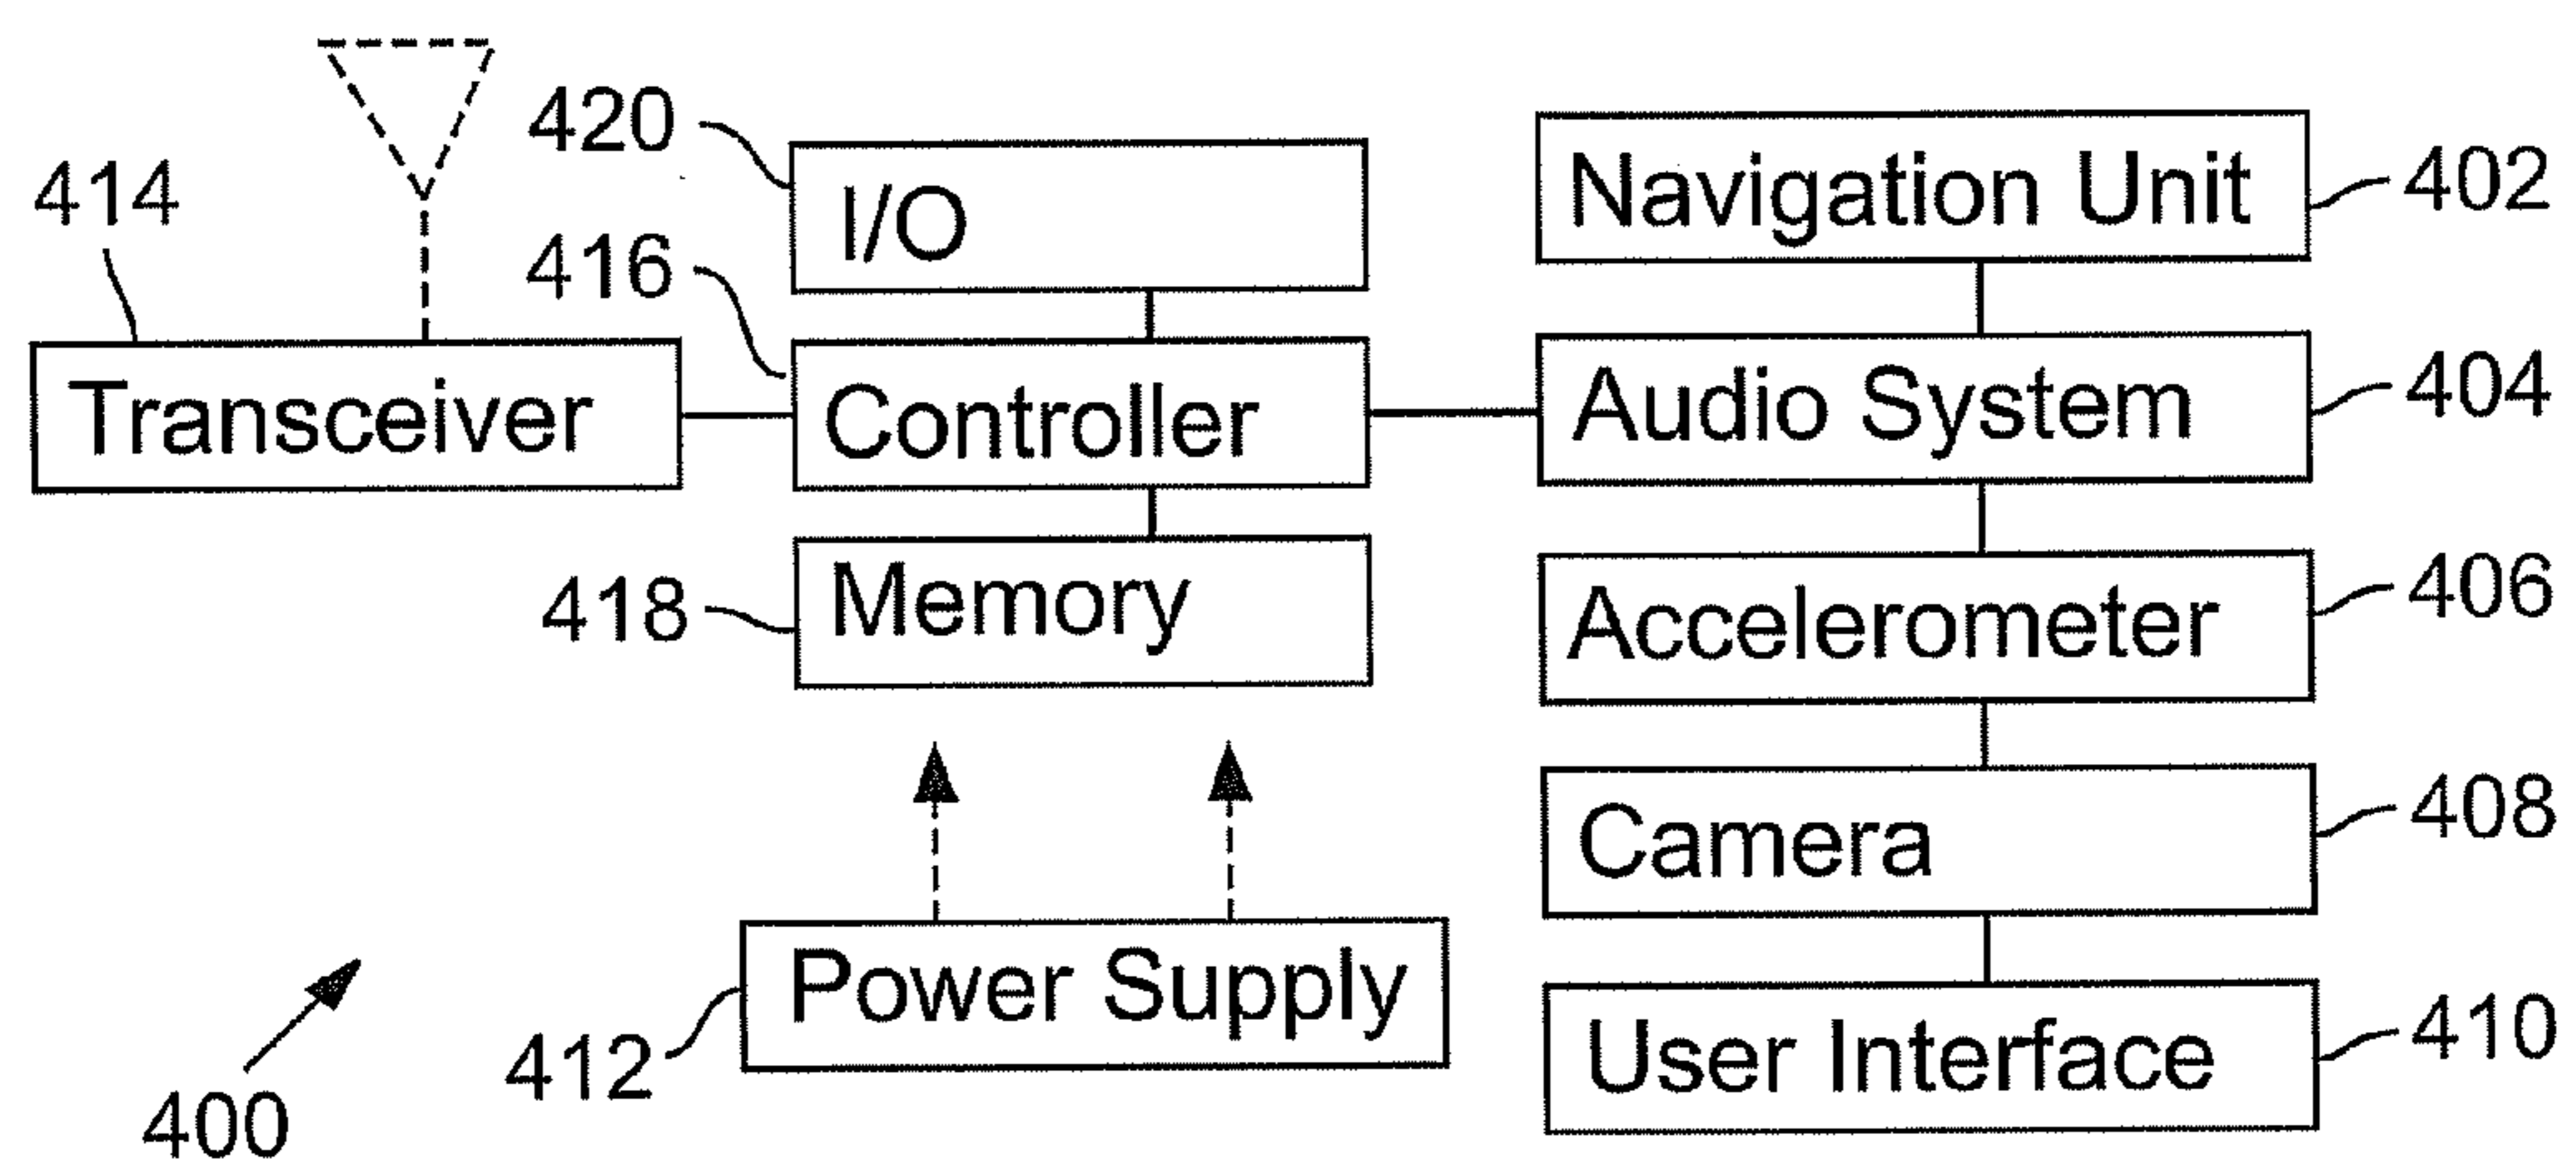 420
I/O
Navigation Unit
402
414
416
Transceiver
Controller
Audio System
404
418
Memory
Accelerometer
406
Camera
408
Power Supply
412
User Interface
410
400